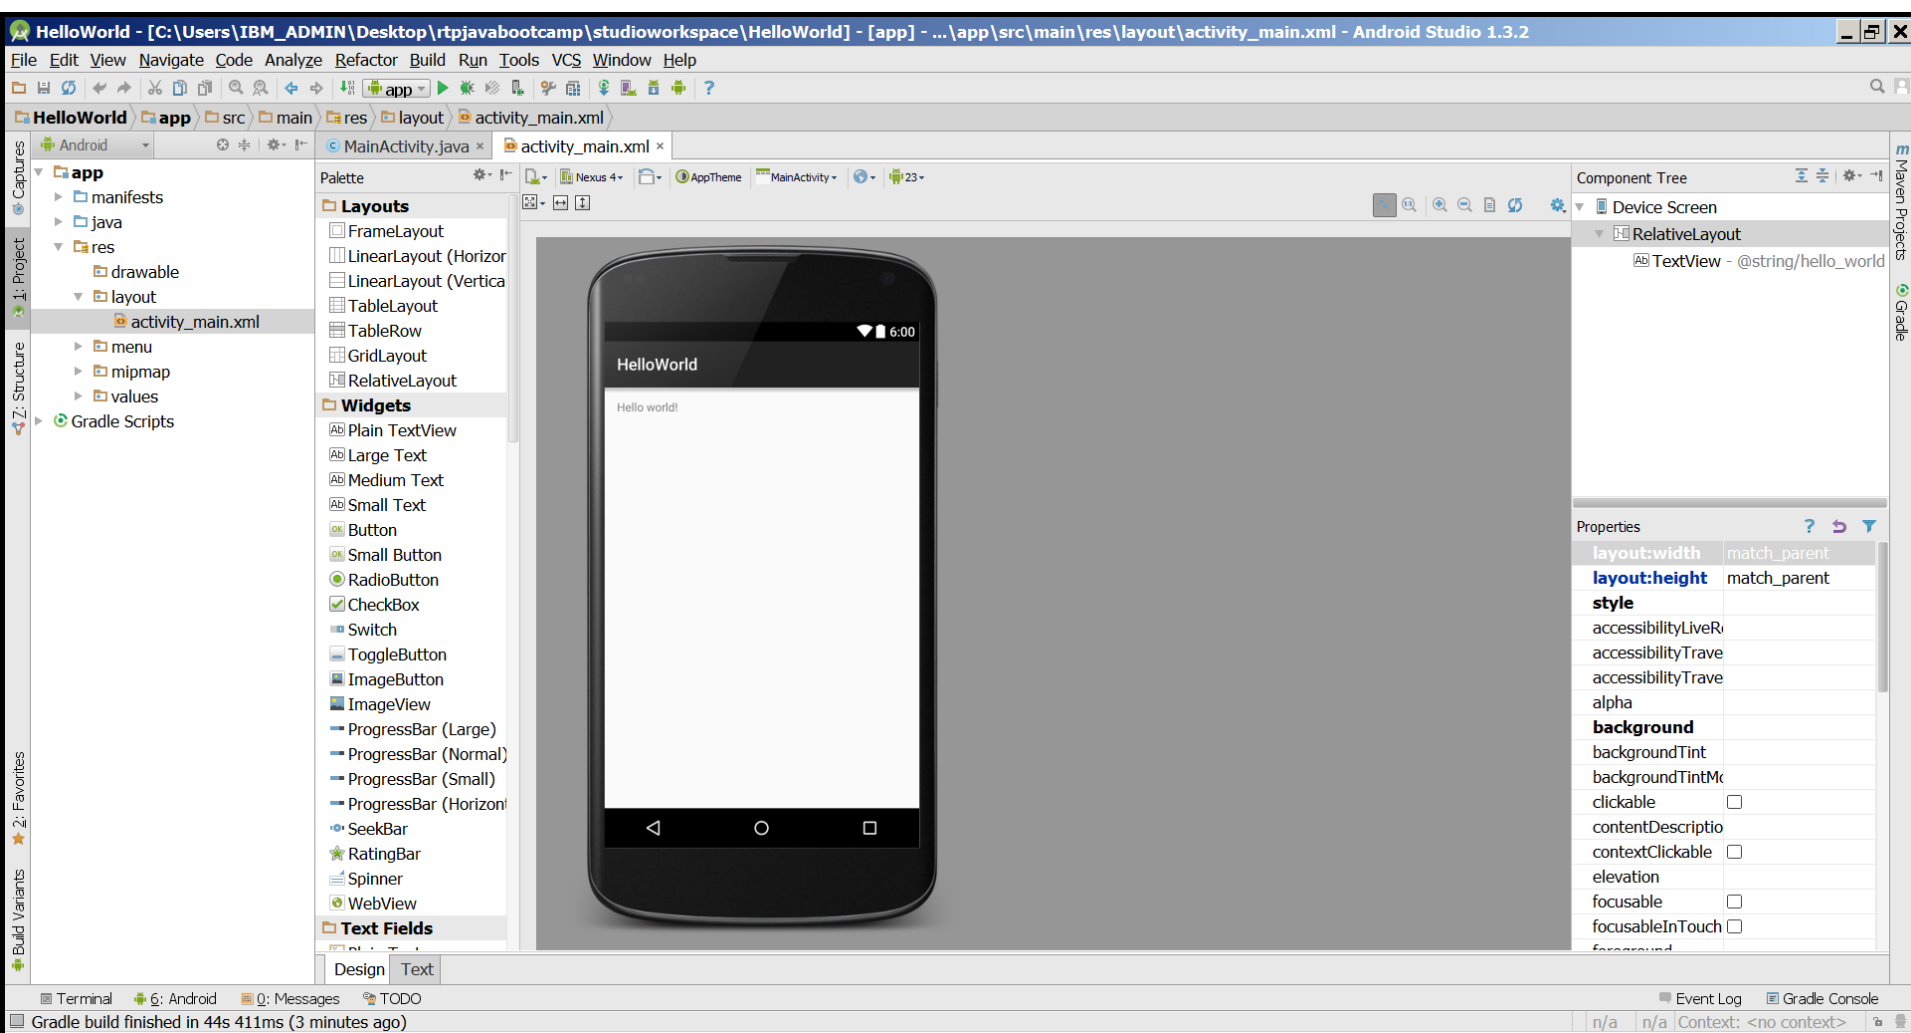 HelloWorld - [C:\Users\IBM_ADMIN\Desktop\rtpjavabootcamp\studioworkspace\HelloWorld] - [app] - ...\app\src\main\res\layout\activity_main.xml - Android Studio 1.3.2
File Edit View Navigate Code Analyze Refactor Build Run Tools VCS Window Help
app
HelloWorld app src main res layout activity_main.xml
Captures
1: Project
Z: Structure
2: Favorites
Build Variants
Android
app
manifests
java
res
drawable
layout
activity_main.xml
menu
mipmap
values
Gradle Scripts
MainActivity.java
activity_main.xml
Palette
Layouts
FrameLayout
LinearLayout (Horizor
LinearLayout (Vertica
TableLayout
TableRow
GridLayout
RelativeLayout
Widgets
Plain TextView
Large Text
Medium Text
Small Text
Button
Small Button
RadioButton
CheckBox
Switch
ToggleButton
ImageButton
ImageView
ProgressBar (Large)
ProgressBar (Normal)
ProgressBar (Small)
ProgressBar (Horizont
SeekBar
RatingBar
Spinner
WebView
Text Fields
Nexus 4 AppTheme MainActivity 23
6:00
HelloWorld
Hello world!
Design Text
Component Tree
Device Screen
RelativeLayout
TextView - @string/hello_world
Properties
layout:width match_parent
layout:height match_parent
style
accessibilityLiveRe
accessibilityTrave
accessibilityTrave
alpha
background
backgroundTint
backgroundTintMo
clickable
contentDescriptio
contextClickable
elevation
focusable
focusableInTouch
Maven Projects
Gradle
Terminal 6: Android 0: Messages TODO
Event Log Gradle Console
Gradle build finished in 44s 411ms (3 minutes ago)
n/a n/a Context: <no context>